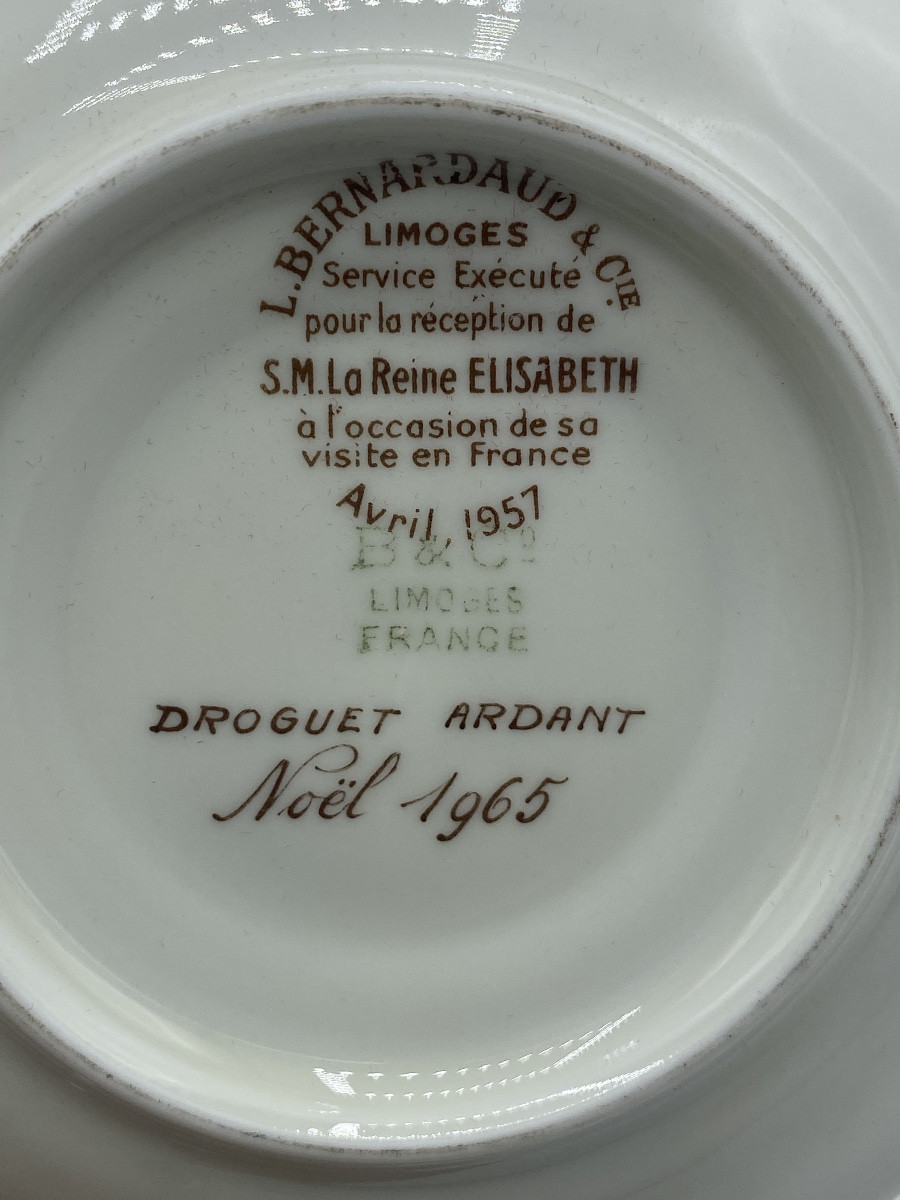 L. BERNARDAUD & CIE.
LIMOGES
Service Exécuté
pour la réception de
S.M. La Reine ELISABETH
à l'occasion de sa
visite en France
Avril, 1957
B & Cº
LIMOGES
FRANCE
DROGUET ARDANT
Noël 1965